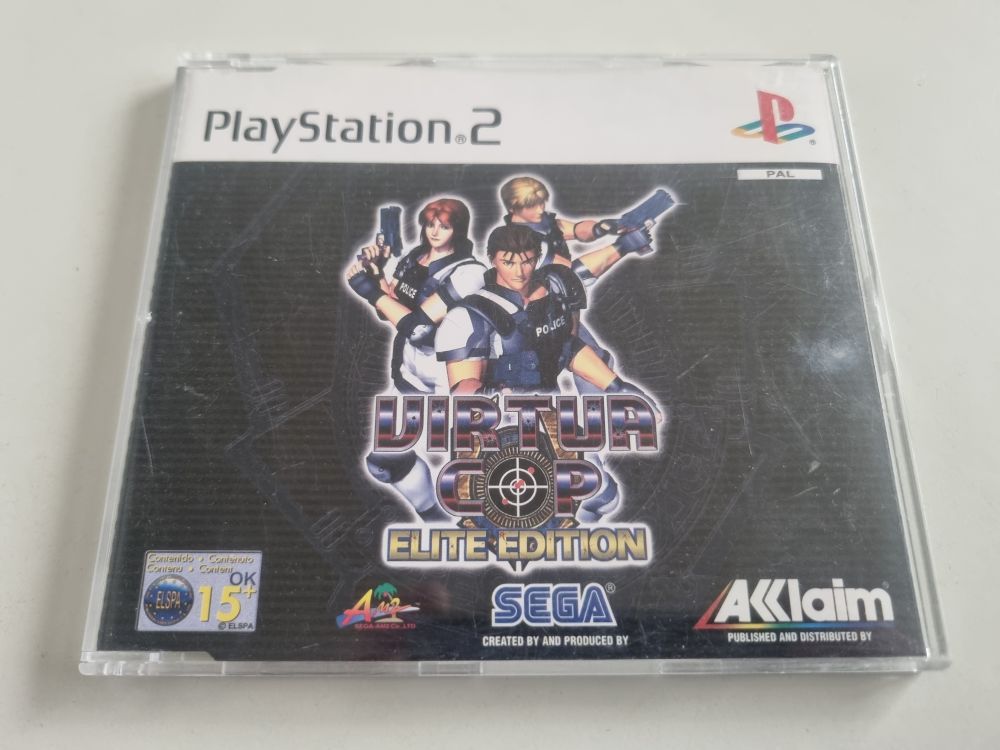 PlayStation®2
PAL
POLICE
POLICE
VIRTUA
COP
ELITE EDITION
Contenido • Contenuto
Contenu • Content
ELSPA
OK
15+
© ELSPA
AM2
SEGA-AM2 Co.,LTD
SEGA®
CREATED BY AND PRODUCED BY
AKKlaim
PUBLISHED AND DISTRIBUTED BY